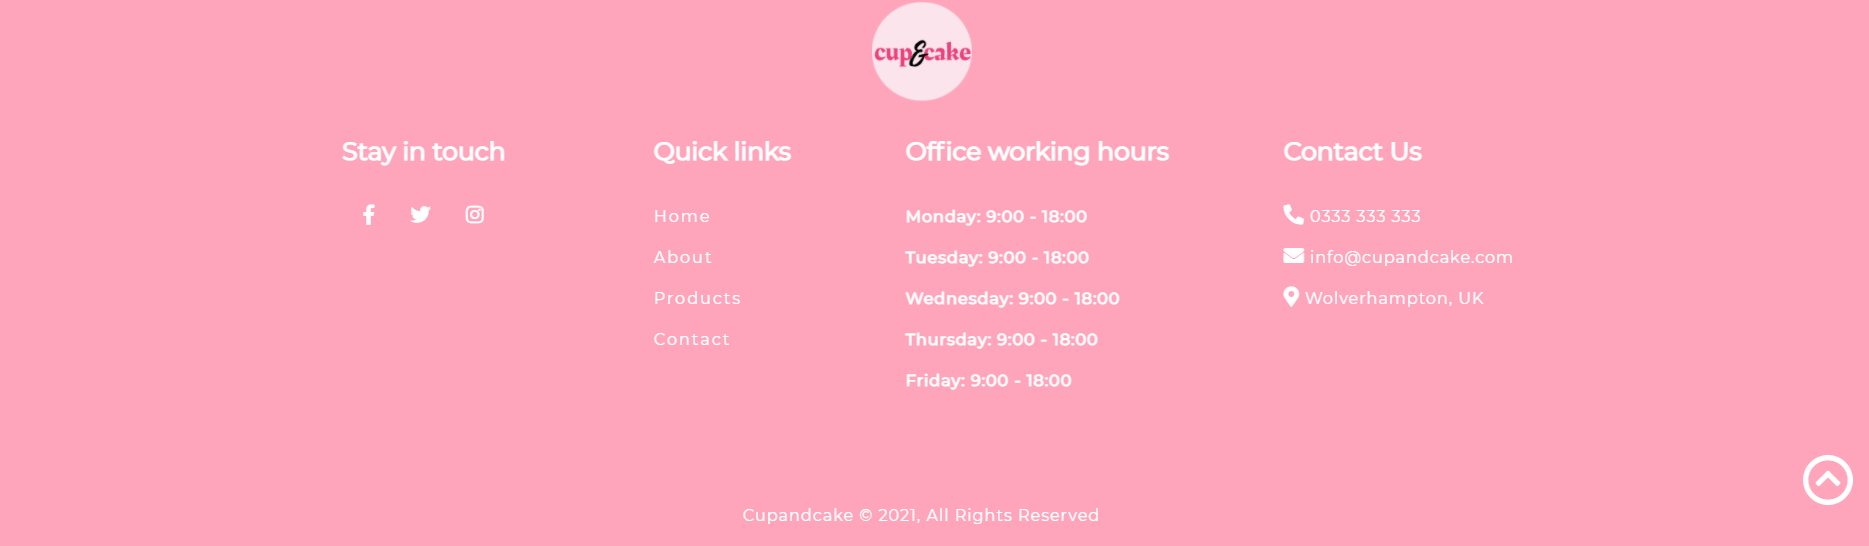 cup&cake
Stay in touch
Quick links
Home
About
Products
Contact
Office working hours
Monday: 9:00 - 18:00
Tuesday: 9:00 - 18:00
Wednesday: 9:00 - 18:00
Thursday: 9:00 - 18:00
Friday: 9:00 - 18:00
Contact Us
0333 333 333
info@cupandcake.com
Wolverhampton, UK
Cupandcake © 2021, All Rights Reserved